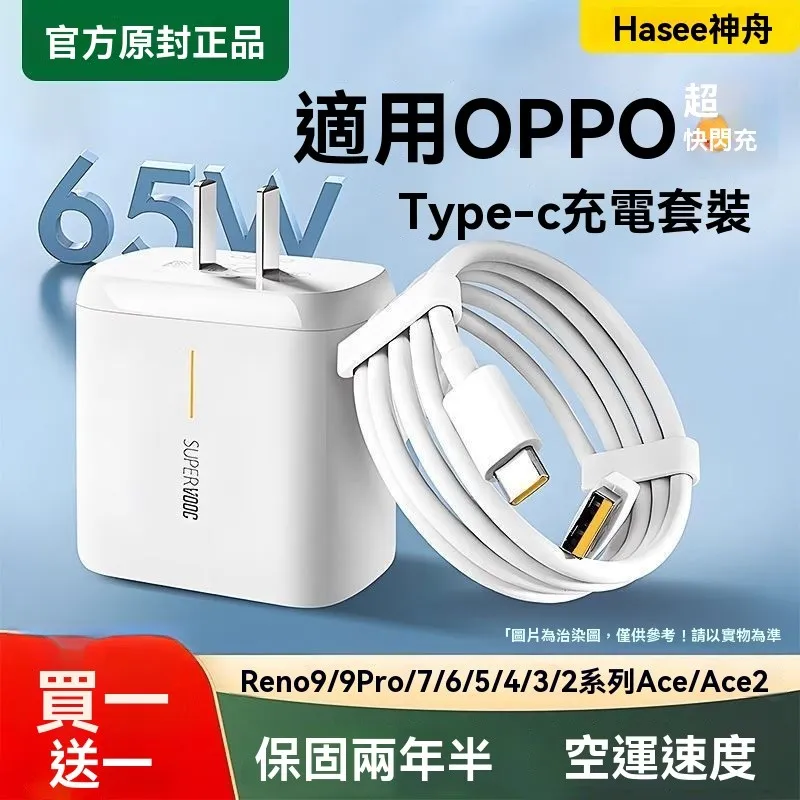 官方原封正品
Hasee神舟
適用OPPO
超
快閃充
65W
Type-c充電套裝
SUPERVOOC
「圖片為治染圖，僅供參考！請以實物為準
Reno9/9Pro/7/6/5/4/3/2系列Ace/Ace2
買一
送一
保固兩年半
空運速度